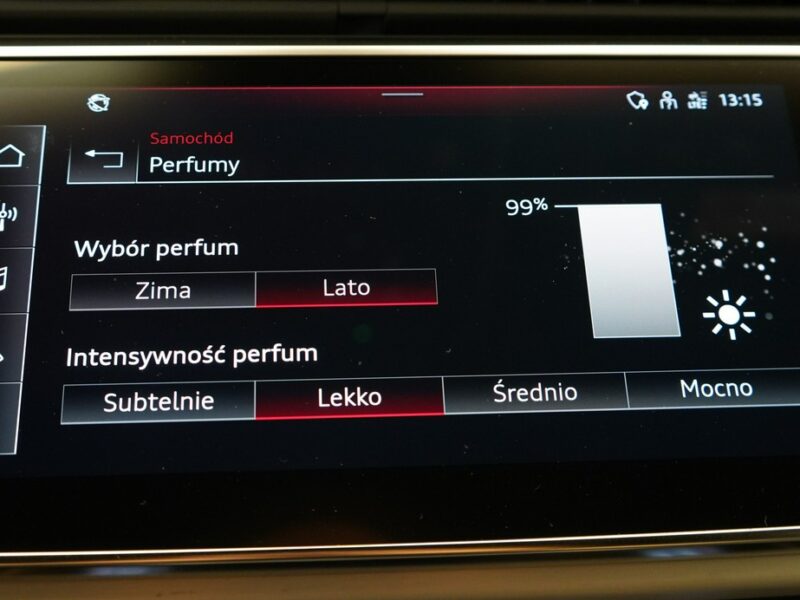 13:15
Samochód
Perfumy
99%
Wybór perfum
Zima Lato
Intensywność perfum
Subtelnie Lekko Średnio Mocno